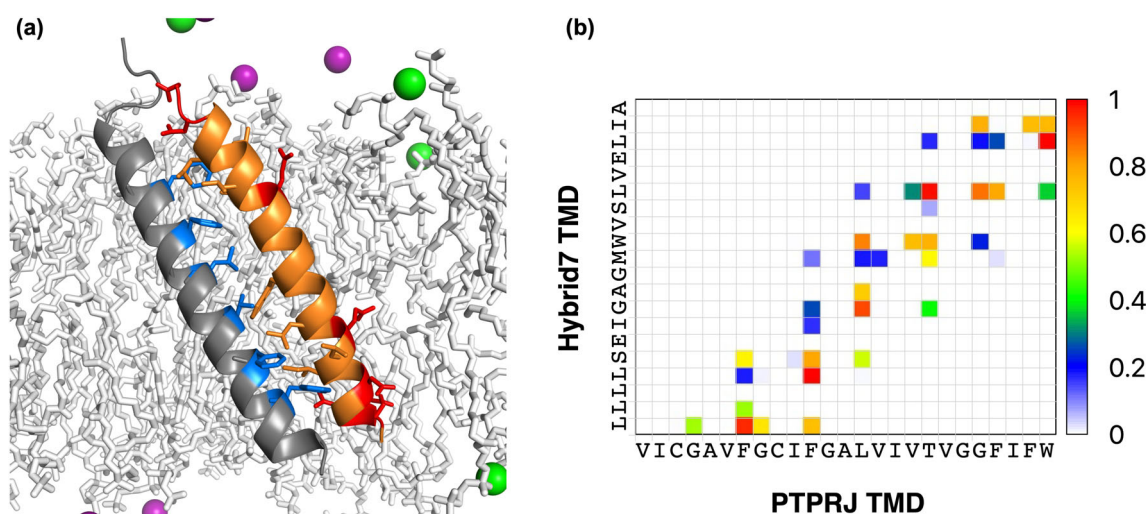 (a)
(b)
Hybrid7 TMD
LLLLSEIGAGMWVSLVELIA
1
0.8
0.6
0.4
0.2
0
VICGAVFGCIFGALVIVTVGGFIFW
PTPRJ TMD